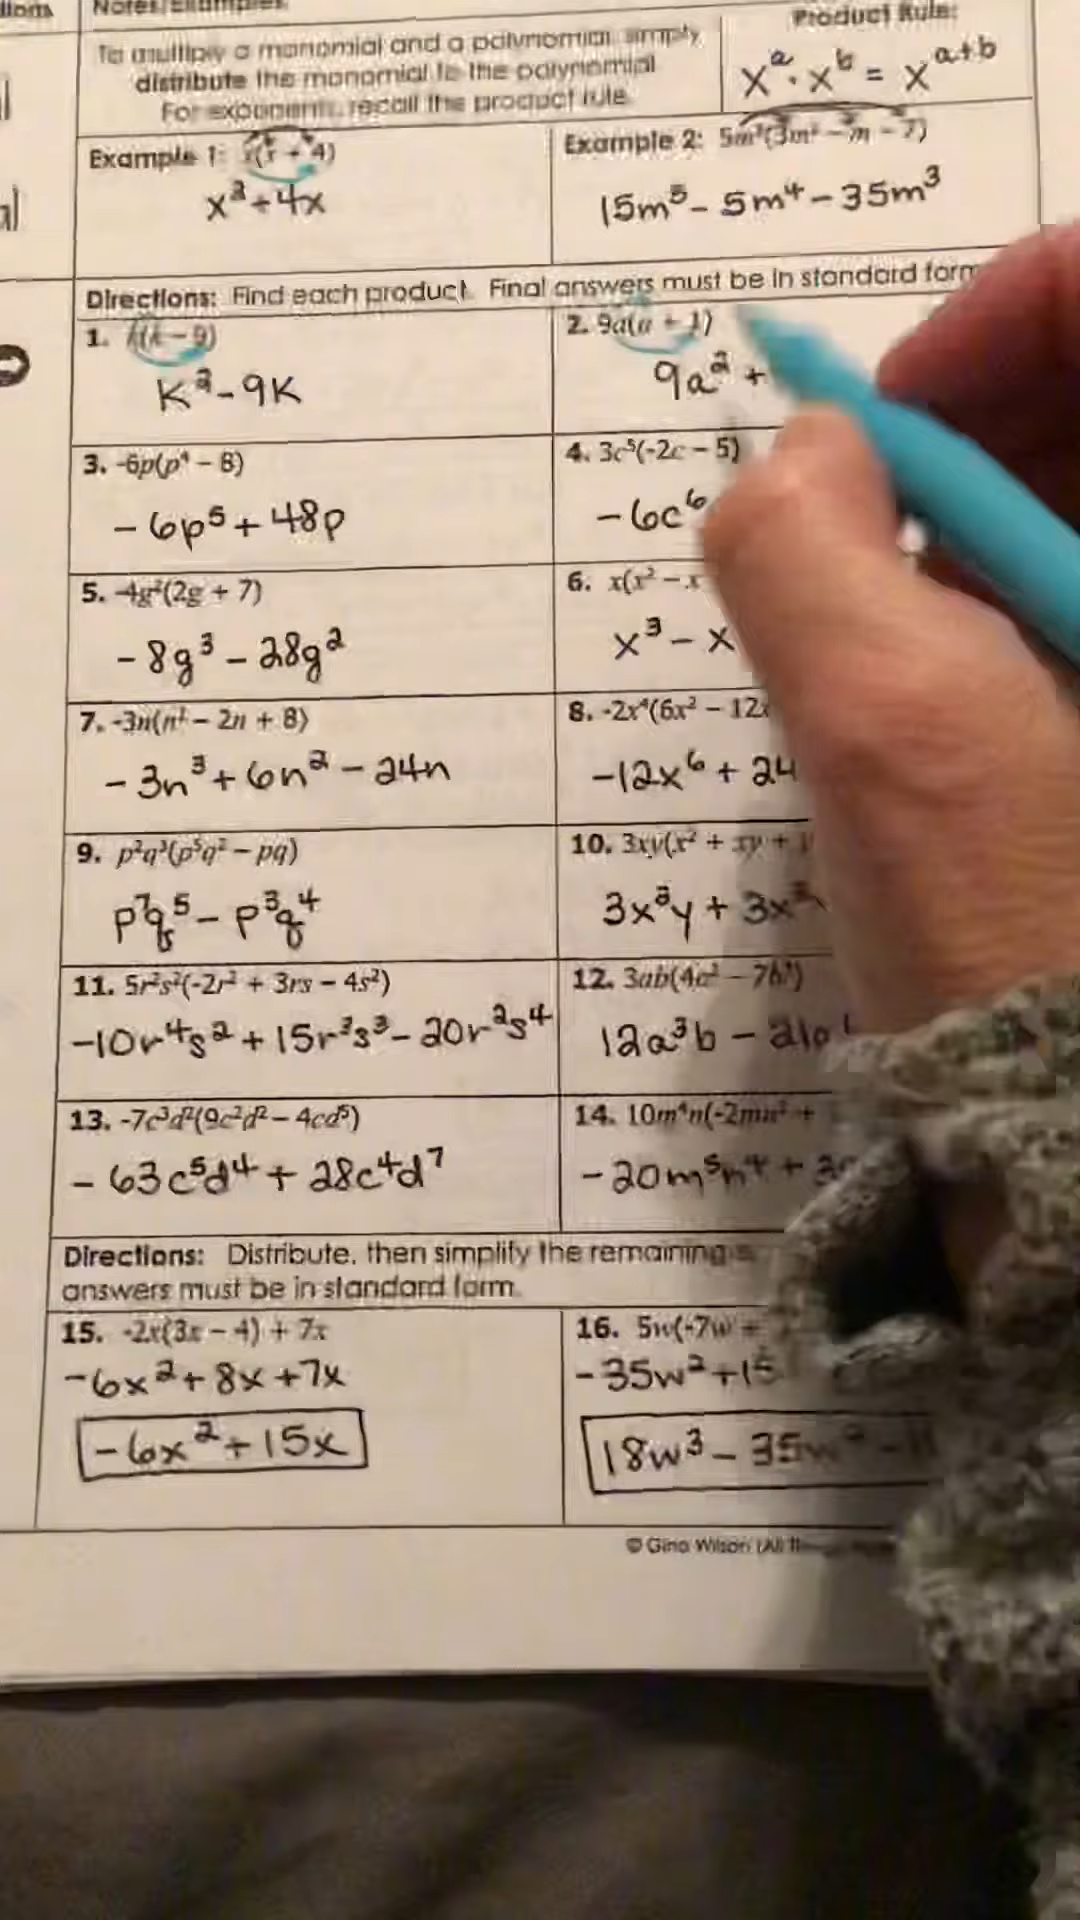 Notes/Examples
Product Rule:
To multiply a monomial and a polynomial, simply
distribute the monomial to the polynomial.
For exponents, recall the product rule.
x^a · x^b = x^(a+b)
Example 1: x(x + 4)
x² + 4x
Example 2: 5m³(3m² − m − 7)
15m⁵ − 5m⁴ − 35m³
Directions: Find each product. Final answers must be in standard form
1. k(k − 9)
k² − 9k
2. 9a(a + 1)
9a² +
3. -6p(p⁴ − 8)
−6p⁵ + 48p
4. 3c⁵(-2c − 5)
−6c⁶
5. -4g²(2g + 7)
−8g³ − 28g²
6. x(x² − x
x³ − x
7. -3n(n² − 2n + 8)
−3n³ + 6n² − 24n
8. -2x⁴(6x² − 12x
−12x⁶ + 24
9. p²q³(p⁵q² − pq)
p⁷q⁵ − p³q⁴
10. 3xy(x² + xy +
3x³y + 3x²
11. 5r²s²(-2r² + 3rs − 4s²)
−10r⁴s² + 15r³s³ − 20r²s⁴
12. 3ab(4a² − 7b⁷)
12a³b − 21a
13. -7c³d²(9c²d² − 4cd⁵)
−63c⁵d⁴ + 28c⁴d⁷
14. 10m⁴n(-2mn³ +
−20m⁵n⁴ + 3
Directions: Distribute, then simplify the remaining
answers must be in standard form.
15. -2x(3x − 4) + 7x
−6x² + 8x + 7x
−6x² + 15x
16. 5w(-7w
−35w² + 15
18w³ − 35w² −
© Gina Wilson (All